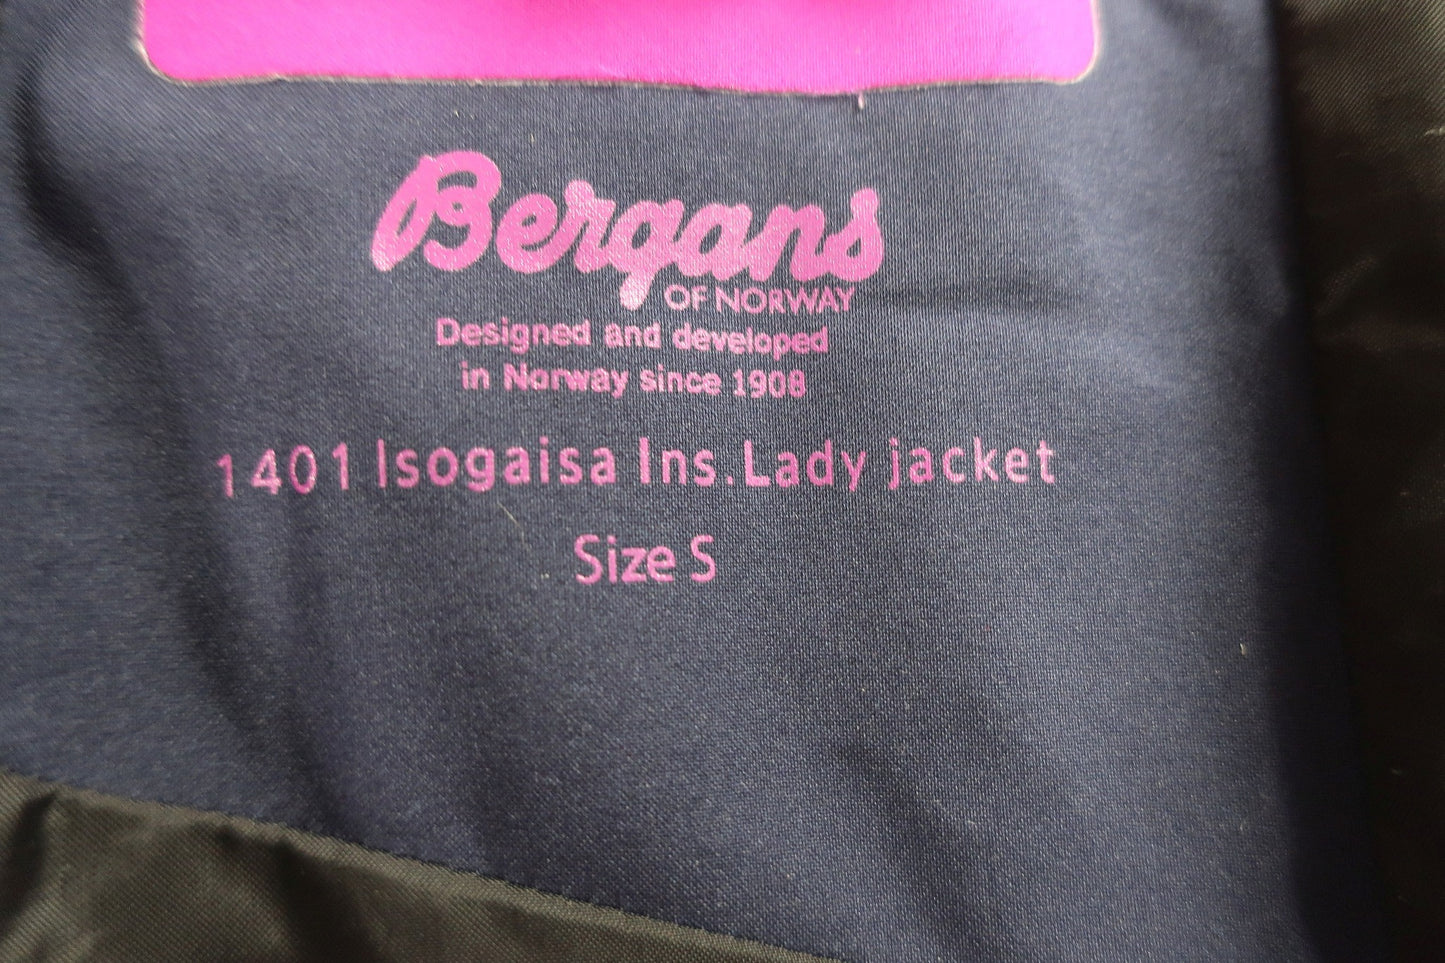 Bergans
OF NORWAY
Designed and developed
in Norway since 1908
1401 Isogaisa Ins.Lady jacket
Size S